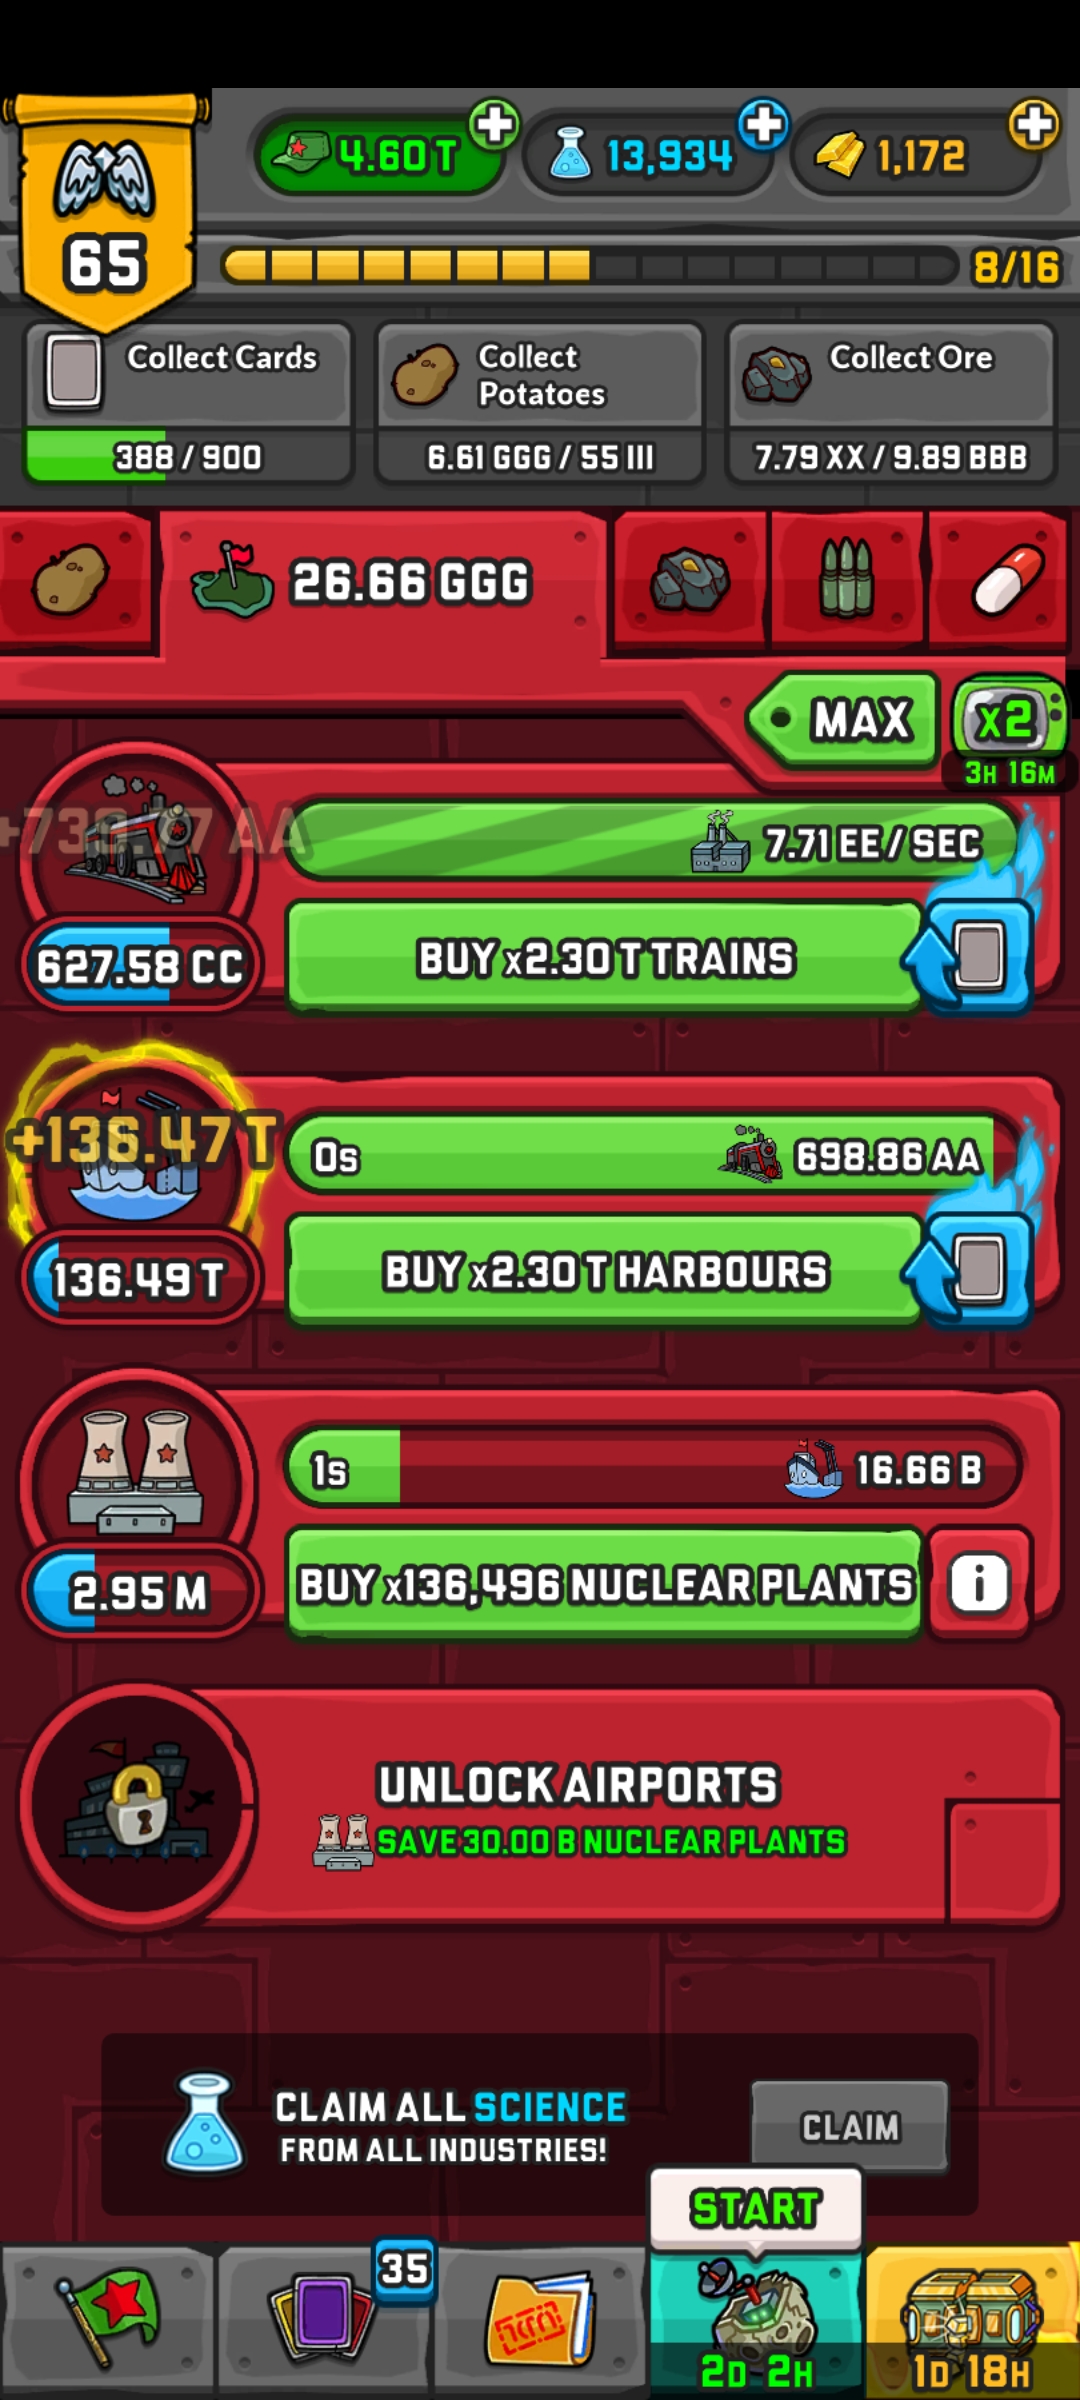 65
4.60 T
13,934
1,172
8/16
Collect Cards
388 / 900
Collect
Potatoes
6.61 GGG / 55 III
Collect Ore
7.79 XX / 9.89 BBB
26.66 GGG
MAX
x2
3H 16M
7.71 EE / SEC
627.58 CC
BUY x2.30 T TRAINS
+136.47 T
0s
698.86 AA
136.49 T
BUY x2.30 T HARBOURS
1s
16.66 B
2.95 M
BUY x136,496 NUCLEAR PLANTS
i
UNLOCK AIRPORTS
SAVE 30.00 B NUCLEAR PLANTS
CLAIM ALL SCIENCE
FROM ALL INDUSTRIES!
CLAIM
START
35
2D 2H
1D 18H